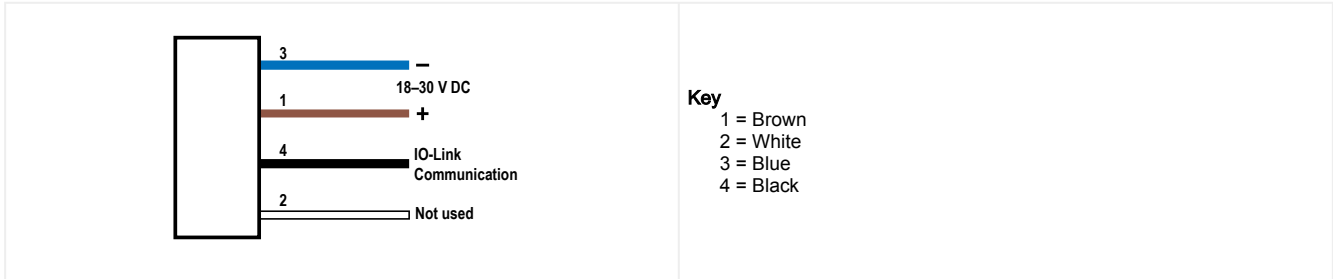 3
–
18–30 V DC
1
+
4
IO-Link
Communication
2
Not used
Key
1 = Brown
2 = White
3 = Blue
4 = Black